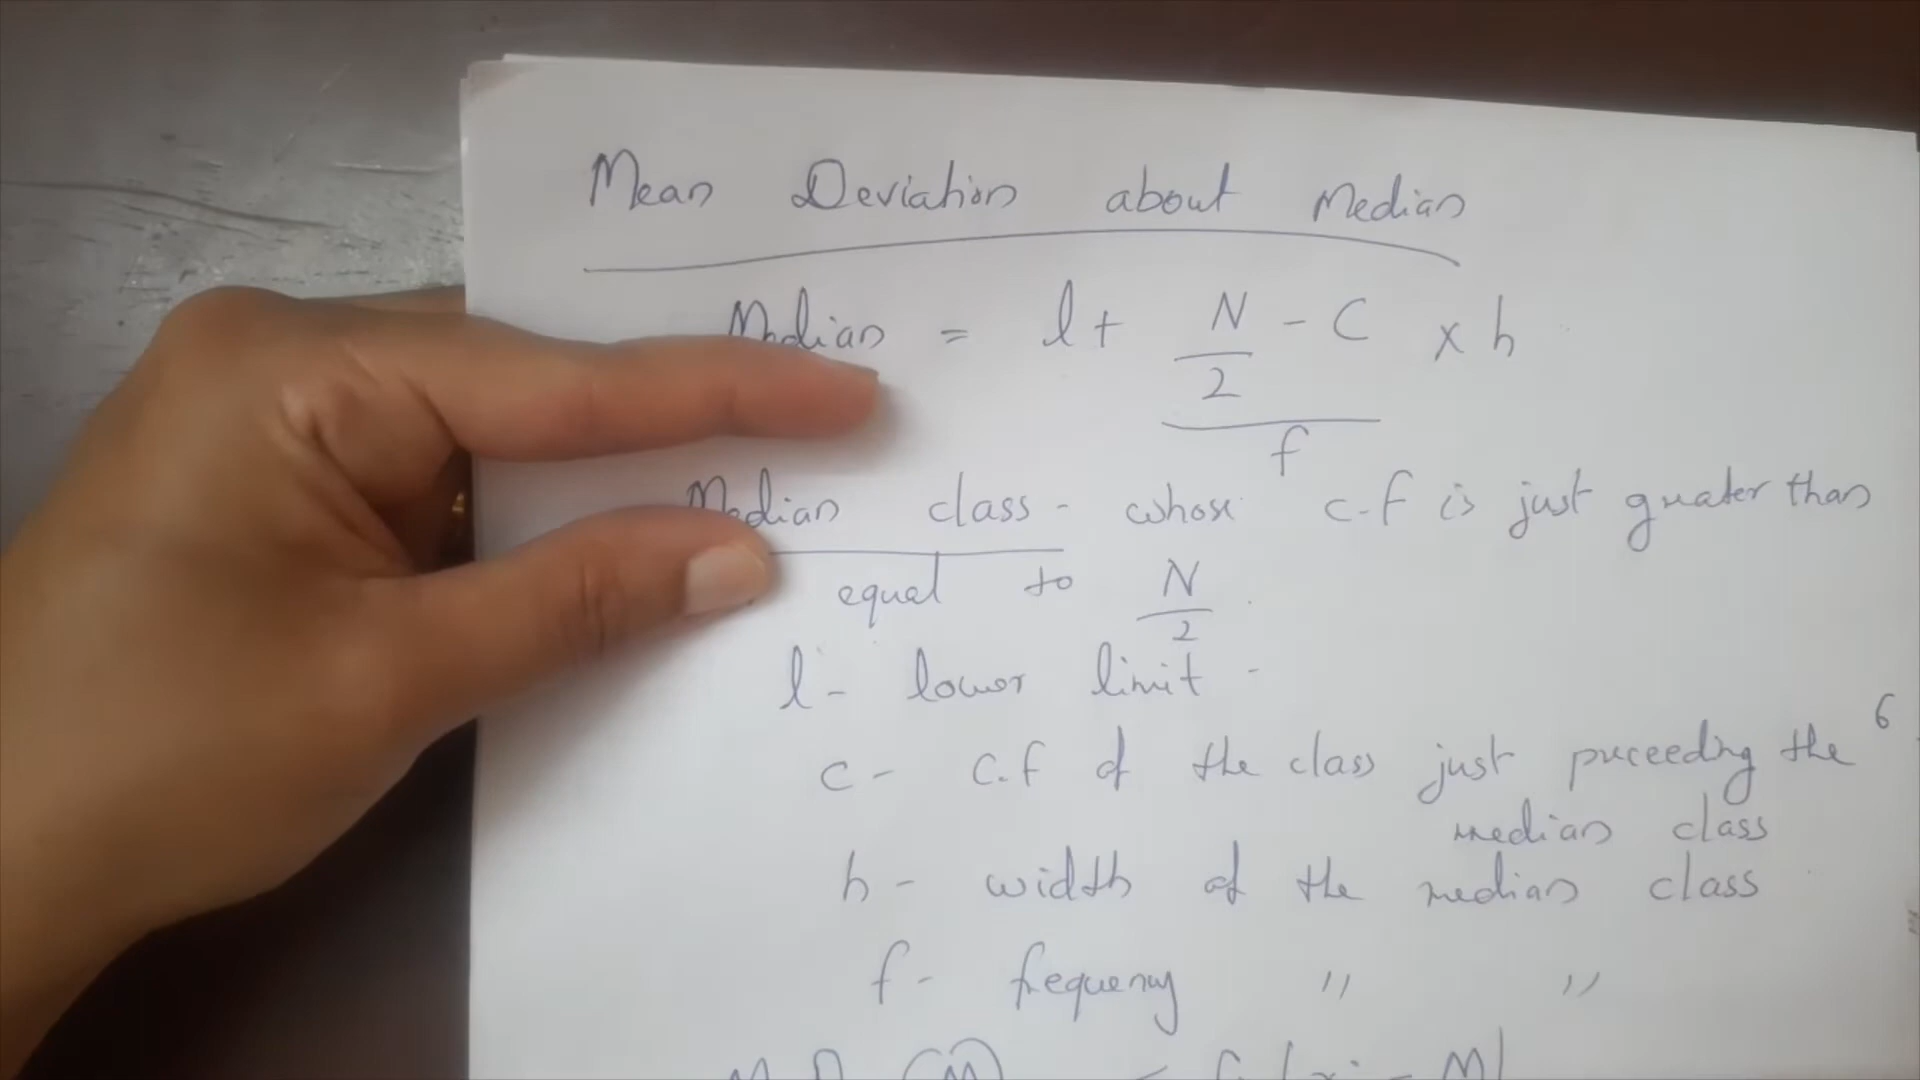 Mean Deviation about Median
Median = l + (N/2 - C)/f x h
Median class - whose c.f is just greater than
equal to N/2
l - lower limit -
c - c.f of the class just preceeding the
median class
6
h - width of the median class
f - frequency " "